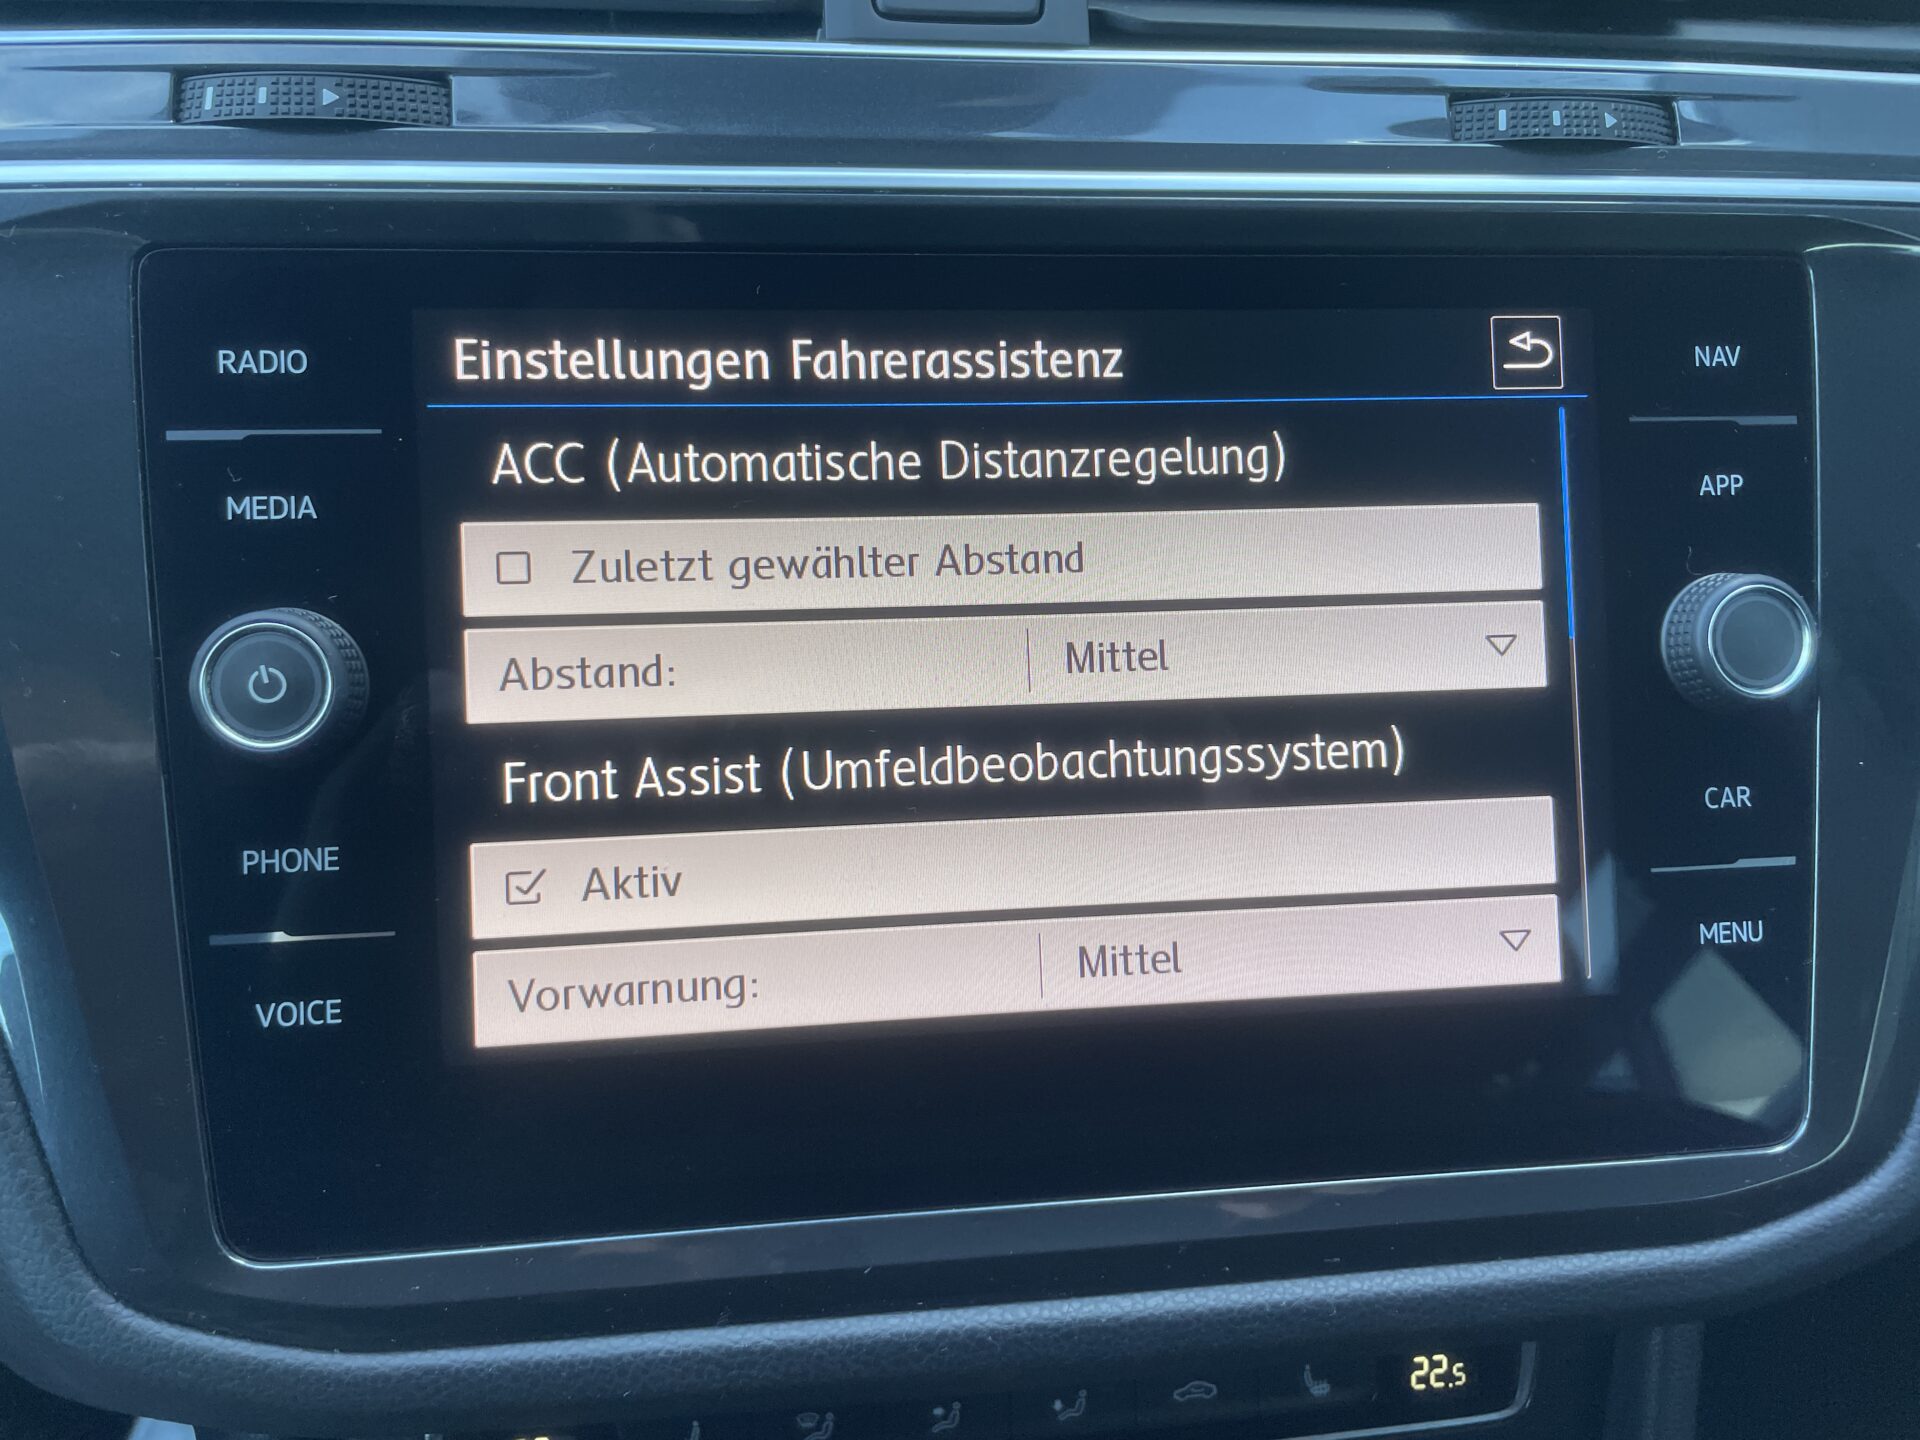 RADIO
MEDIA
PHONE
VOICE
Einstellungen Fahrerassistenz
ACC (Automatische Distanzregelung)
Zuletzt gewählter Abstand
Abstand: Mittel
Front Assist (Umfeldbeobachtungssystem)
Aktiv
Vorwarnung: Mittel
NAV
APP
CAR
MENU
22.5